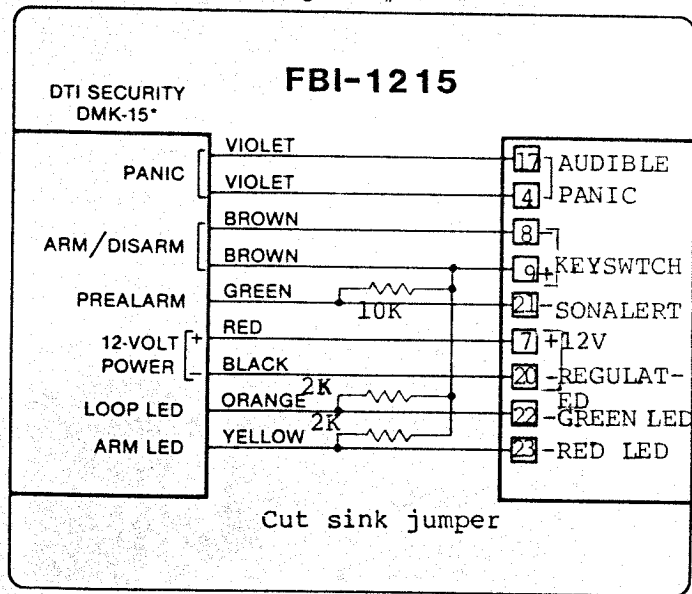 FBI-1215
DTI SECURITY
DMK-15*
PANIC
ARM/DISARM
PREALARM
12-VOLT
POWER
+
-
LOOP LED
ARM LED
VIOLET
VIOLET
BROWN
BROWN
GREEN
10K
RED
BLACK
2K
ORANGE
2K
YELLOW
17 AUDIBLE
4 PANIC
8 -
9 + KEYSWTCH
21 - SONALERT
7 +12V
20 -REGULAT-
ED
22 -GREEN LED
23 -RED LED
Cut sink jumper